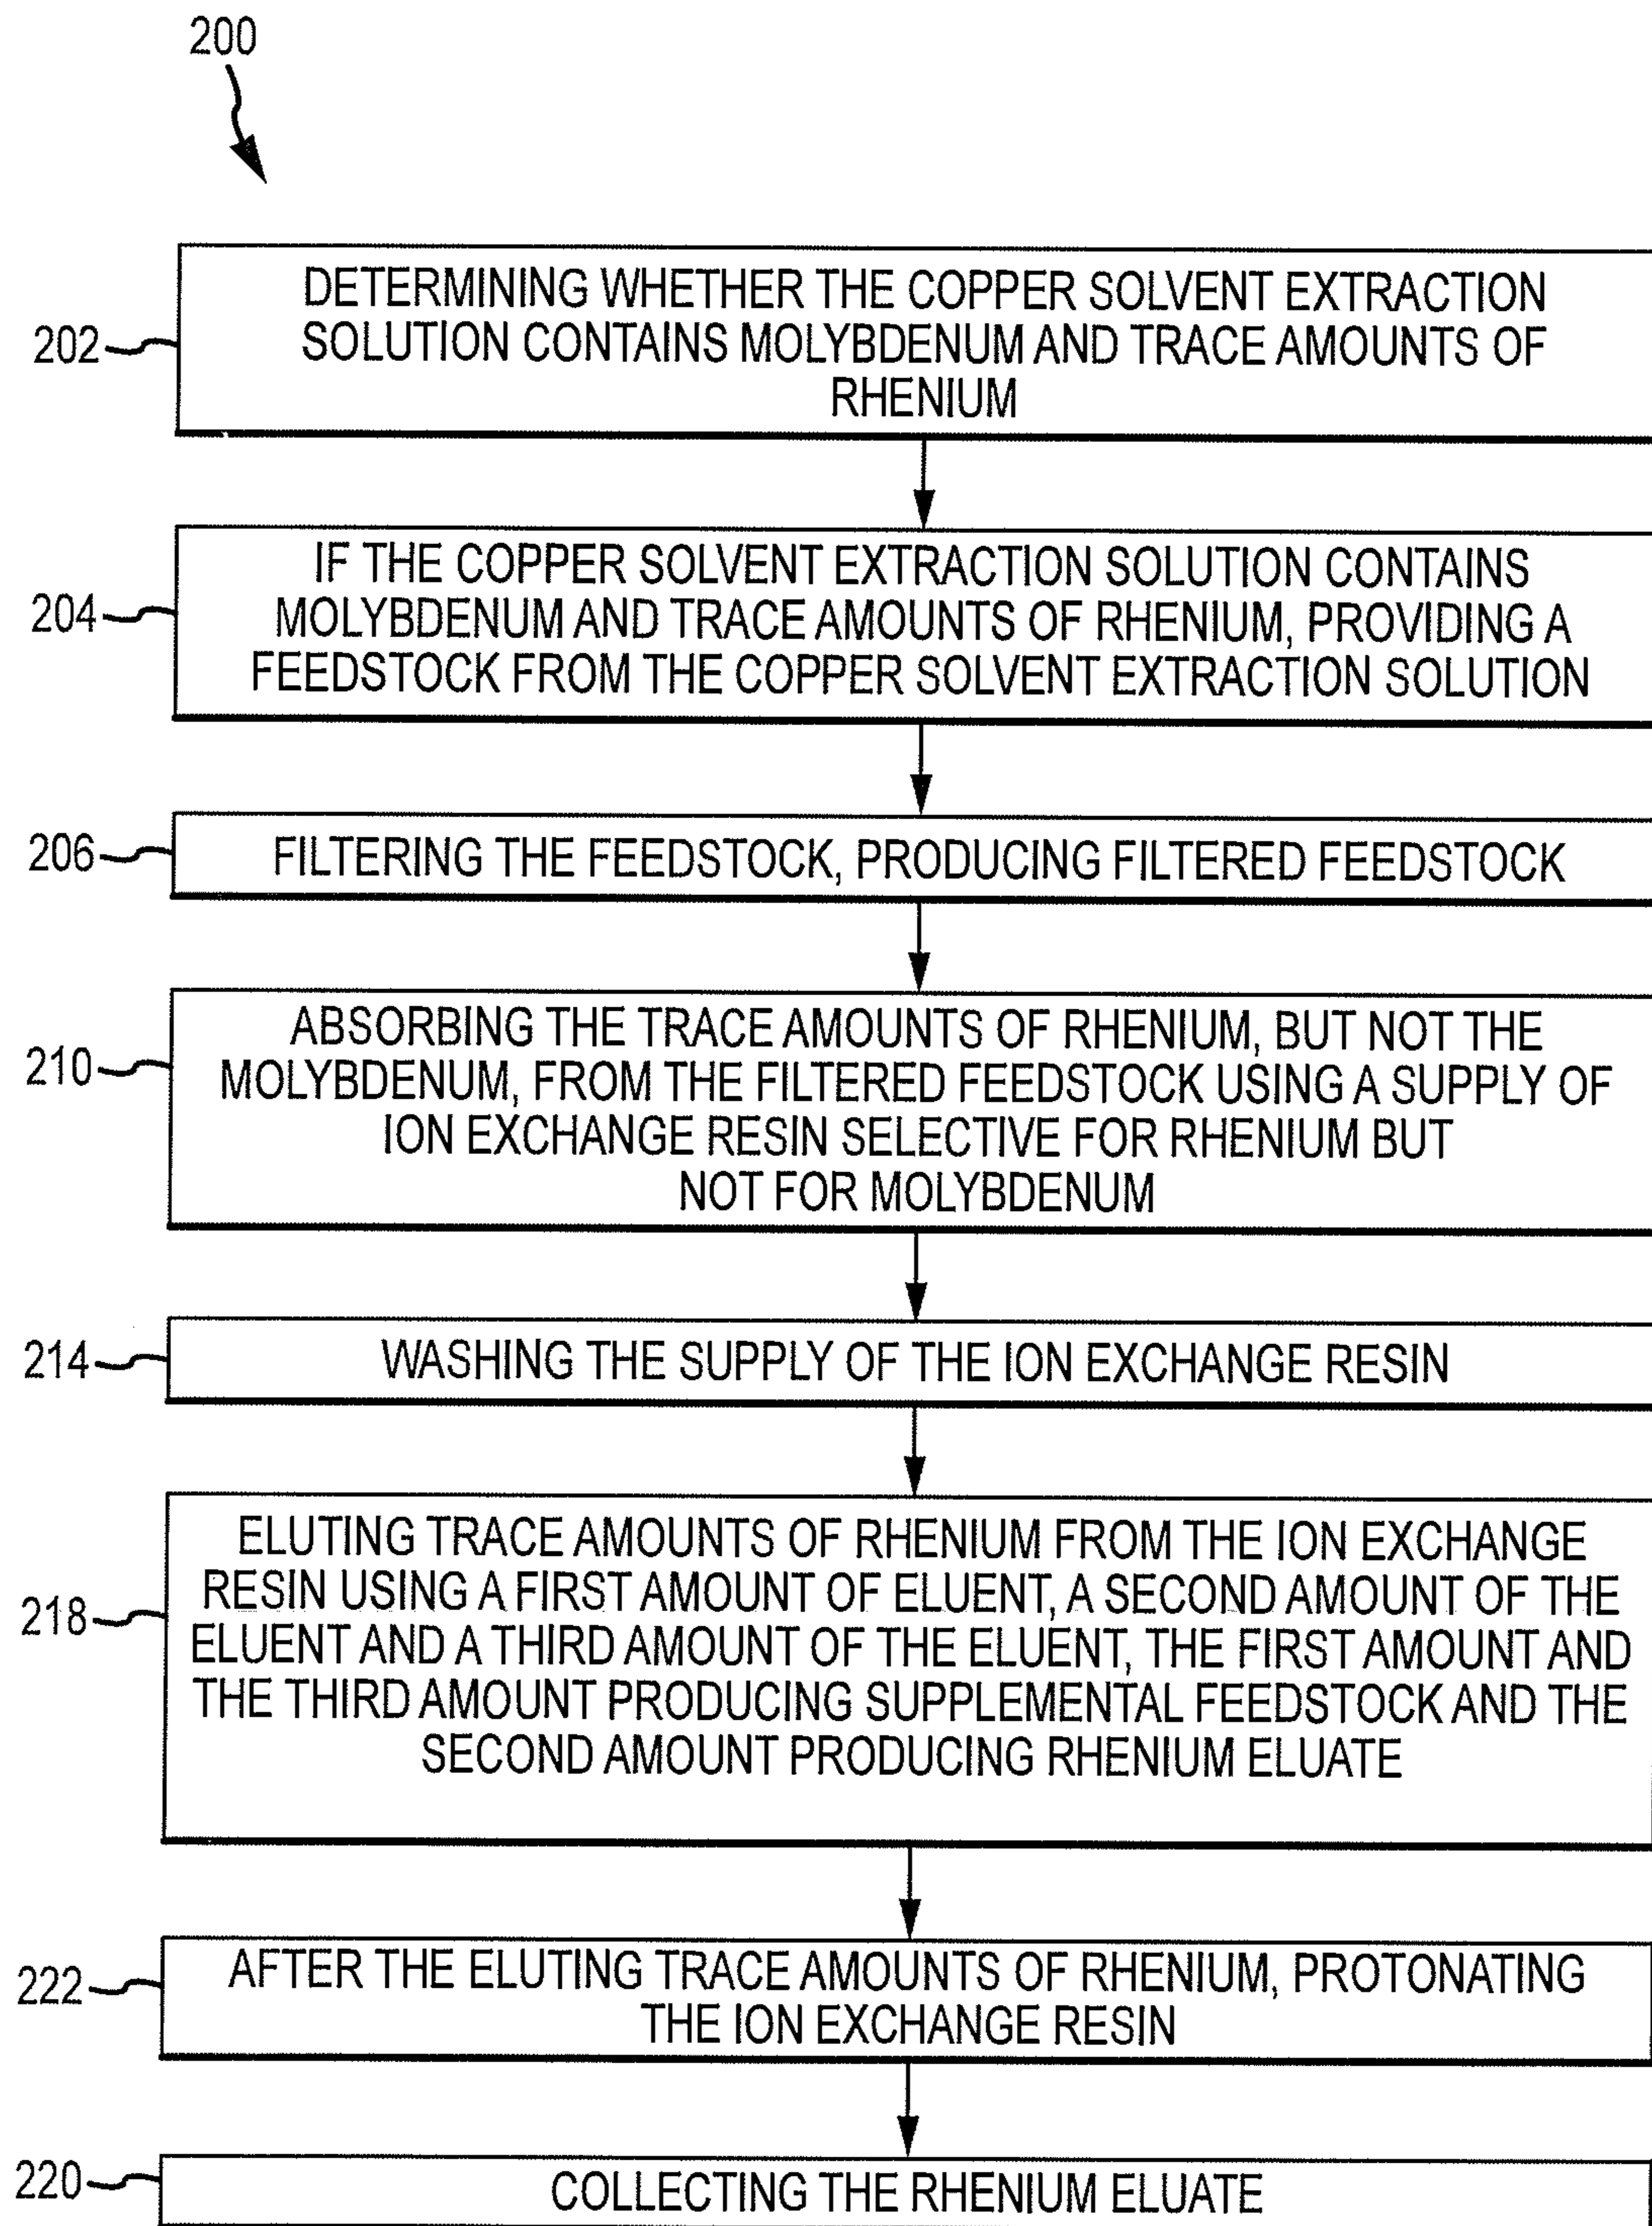 200
202
DETERMINING WHETHER THE COPPER SOLVENT EXTRACTION
SOLUTION CONTAINS MOLYBDENUM AND TRACE AMOUNTS OF
RHENIUM
204
IF THE COPPER SOLVENT EXTRACTION SOLUTION CONTAINS
MOLYBDENUM AND TRACE AMOUNTS OF RHENIUM, PROVIDING A
FEEDSTOCK FROM THE COPPER SOLVENT EXTRACTION SOLUTION
206
FILTERING THE FEEDSTOCK, PRODUCING FILTERED FEEDSTOCK
210
ABSORBING THE TRACE AMOUNTS OF RHENIUM, BUT NOT THE
MOLYBDENUM, FROM THE FILTERED FEEDSTOCK USING A SUPPLY OF
ION EXCHANGE RESIN SELECTIVE FOR RHENIUM BUT
NOT FOR MOLYBDENUM
214
WASHING THE SUPPLY OF THE ION EXCHANGE RESIN
218
ELUTING TRACE AMOUNTS OF RHENIUM FROM THE ION EXCHANGE
RESIN USING A FIRST AMOUNT OF ELUENT, A SECOND AMOUNT OF THE
ELUENT AND A THIRD AMOUNT OF THE ELUENT, THE FIRST AMOUNT AND
THE THIRD AMOUNT PRODUCING SUPPLEMENTAL FEEDSTOCK AND THE
SECOND AMOUNT PRODUCING RHENIUM ELUATE
222
AFTER THE ELUTING TRACE AMOUNTS OF RHENIUM, PROTONATING
THE ION EXCHANGE RESIN
220
COLLECTING THE RHENIUM ELUATE